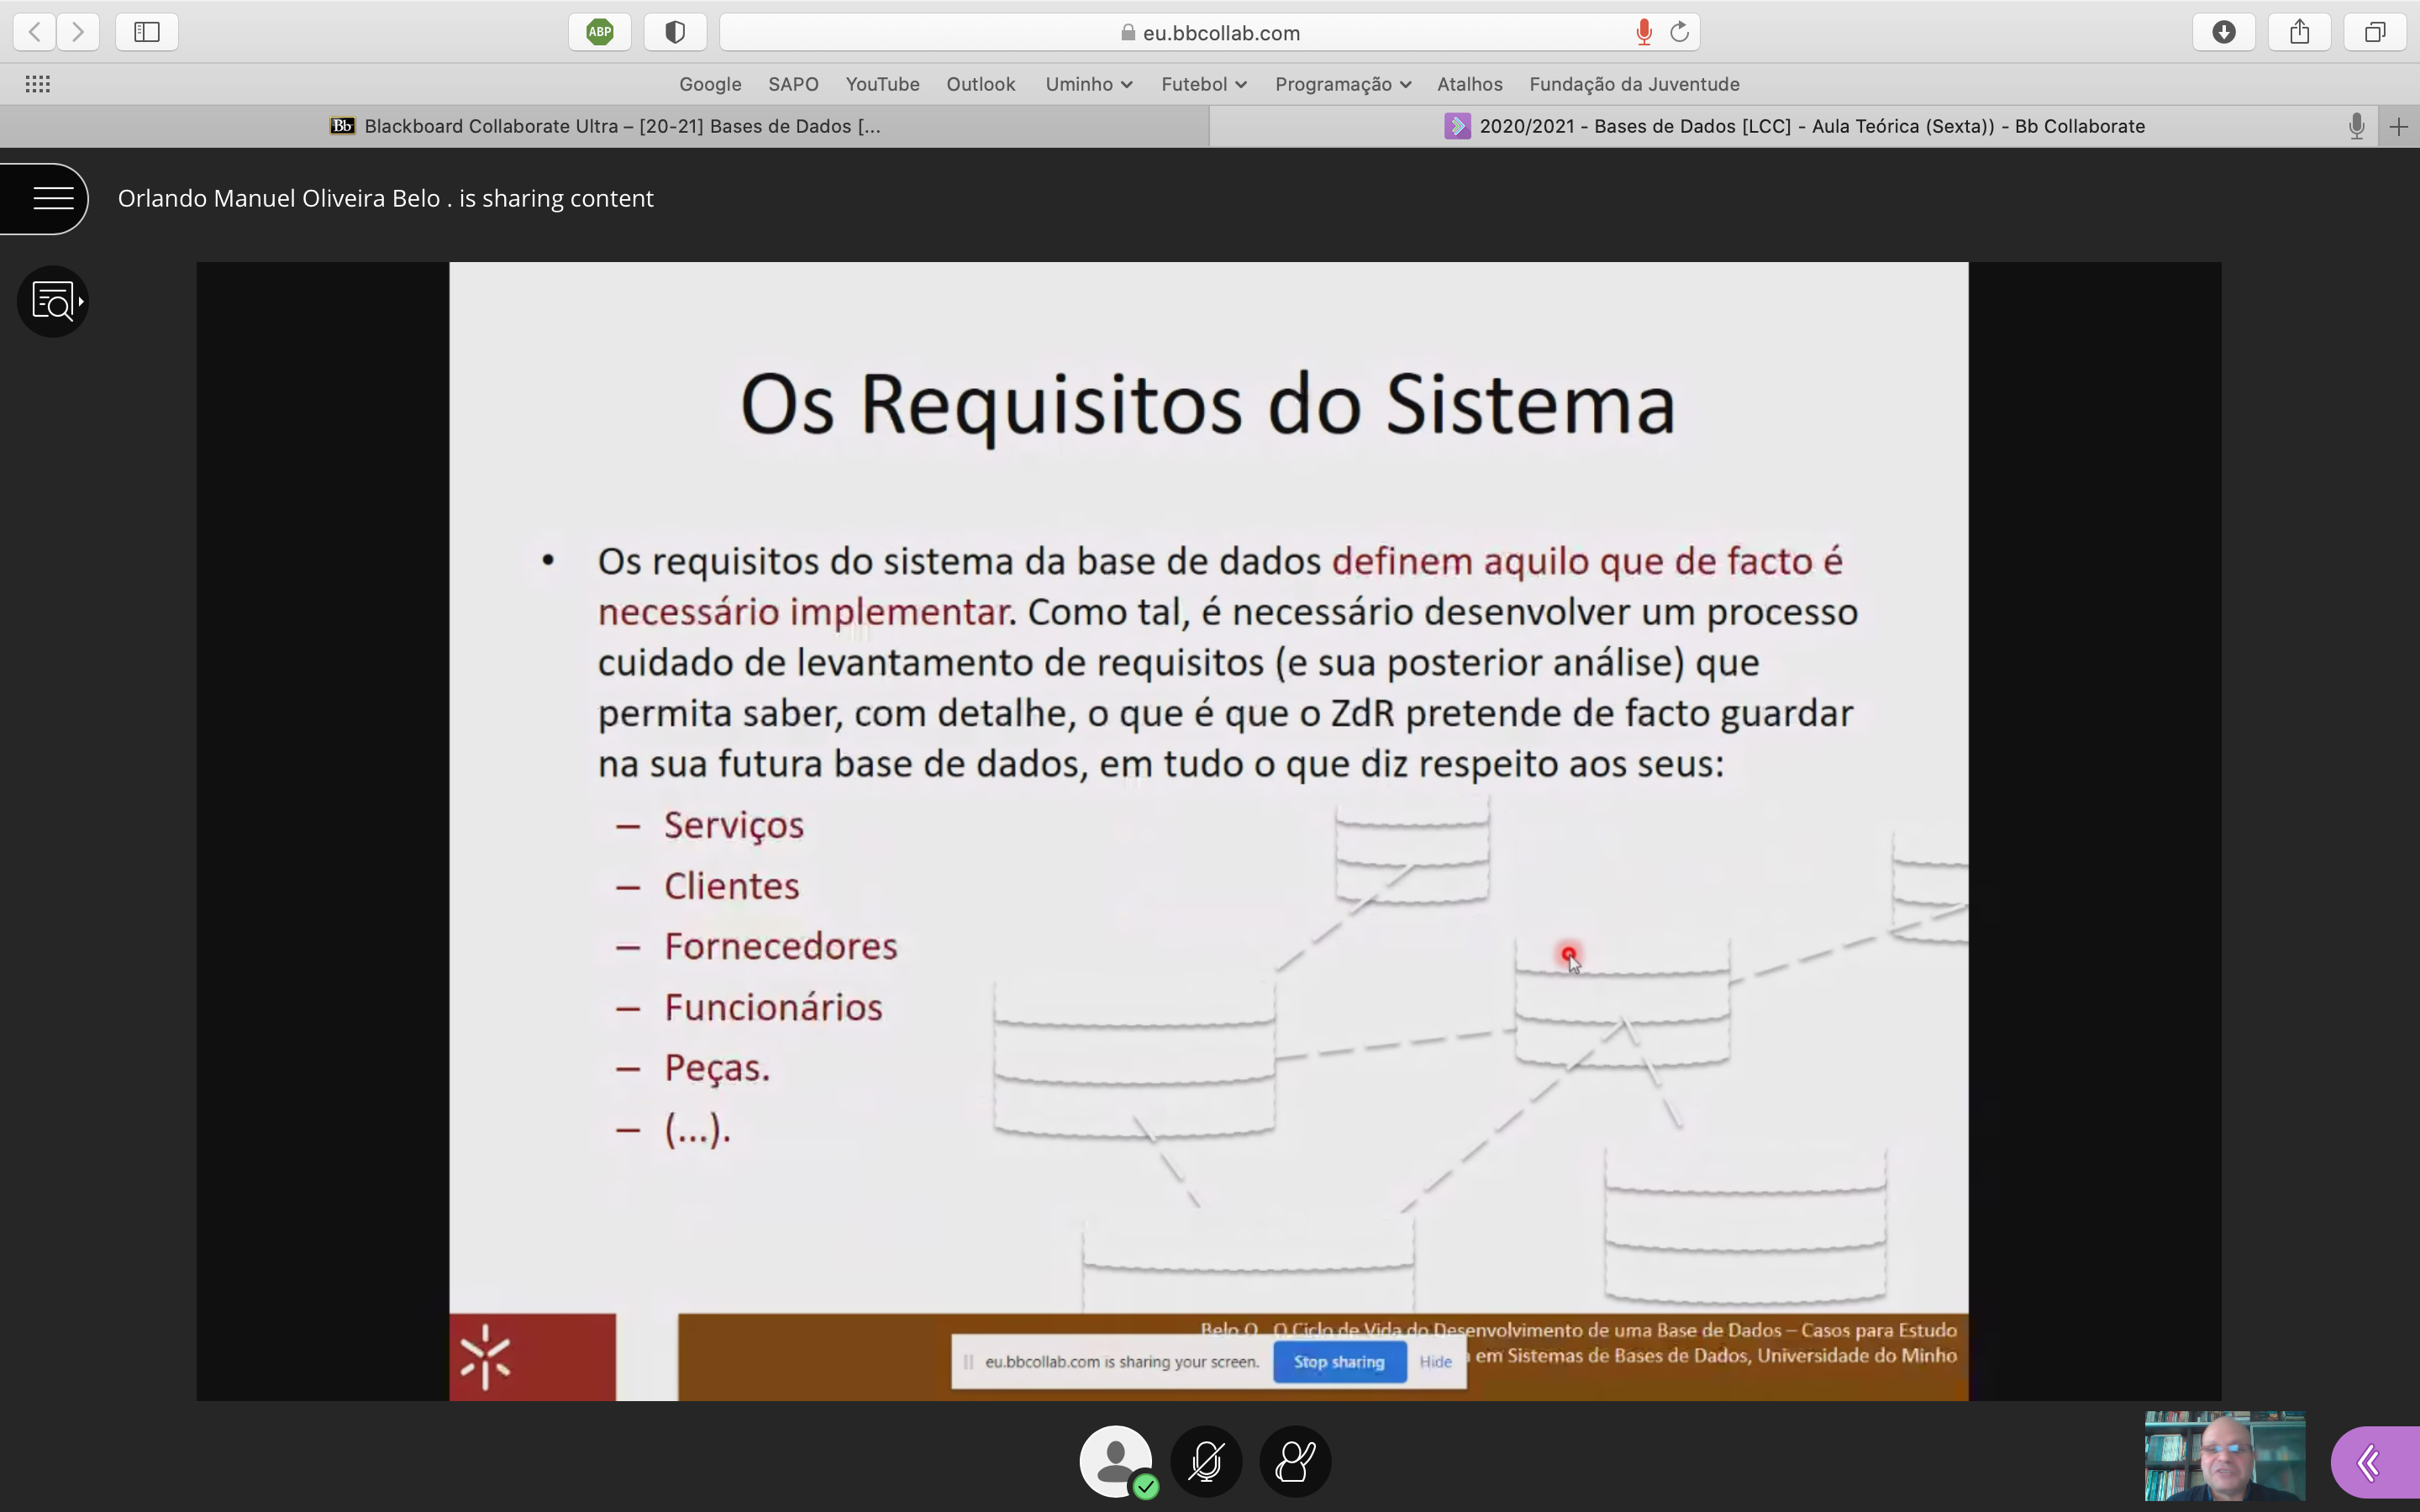 eu.bbcollab.com
Google SAPO YouTube Outlook Uminho Futebol Programação Atalhos Fundação da Juventude
Blackboard Collaborate Ultra – [20-21] Bases de Dados [...
2020/2021 - Bases de Dados [LCC] - Aula Teórica (Sexta)) - Bb Collaborate
Orlando Manuel Oliveira Belo . is sharing content
Os Requisitos do Sistema
• Os requisitos do sistema da base de dados definem aquilo que de facto é
necessário implementar. Como tal, é necessário desenvolver um processo
cuidado de levantamento de requisitos (e sua posterior análise) que
permita saber, com detalhe, o que é que o ZdR pretende de facto guardar
na sua futura base de dados, em tudo o que diz respeito aos seus:
– Serviços
– Clientes
– Fornecedores
– Funcionários
– Peças.
– (...).
Belo O., O Ciclo de Vida do Desenvolvimento de uma Base de Dados – Casos para Estudo
em Sistemas de Bases de Dados, Universidade do Minho
eu.bbcollab.com is sharing your screen. Stop sharing Hide
ABP
Bb